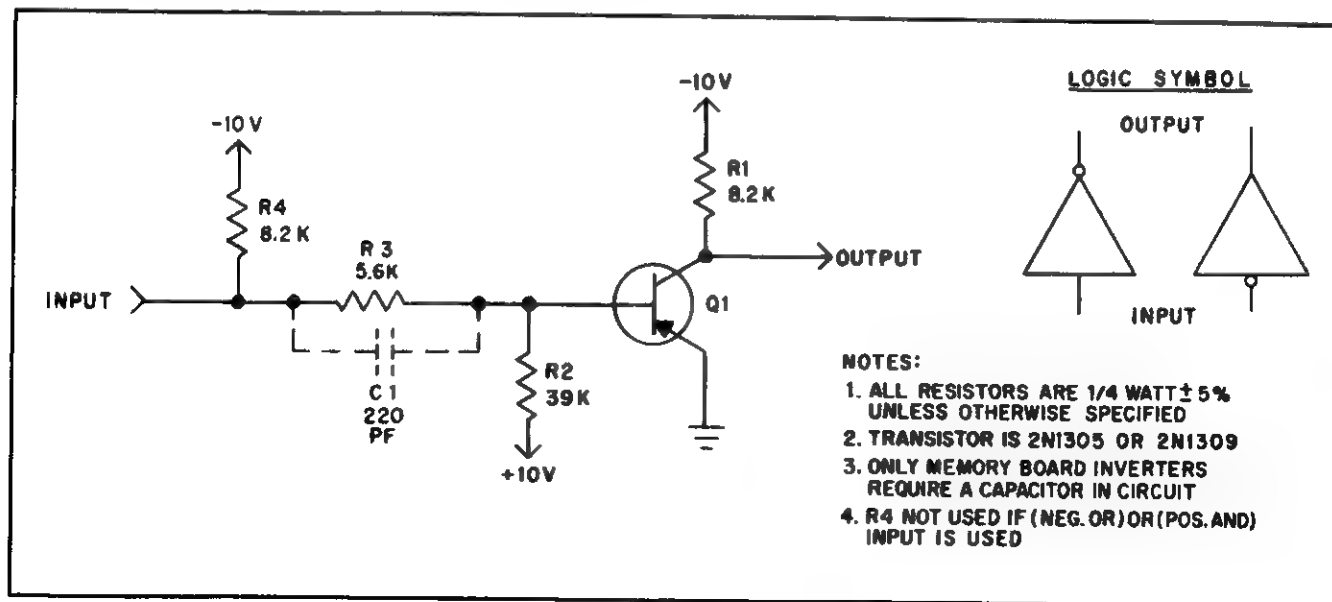 -10V
R4
8.2K
INPUT
R3
5.6K
C1
220
PF
R2
39K
+10V
-10V
R1
8.2K
OUTPUT
Q1
LOGIC SYMBOL
OUTPUT
INPUT
NOTES:
1. ALL RESISTORS ARE 1/4 WATT ± 5%
UNLESS OTHERWISE SPECIFIED
2. TRANSISTOR IS 2N1305 OR 2N1309
3. ONLY MEMORY BOARD INVERTERS
REQUIRE A CAPACITOR IN CIRCUIT
4. R4 NOT USED IF (NEG. OR) OR (POS. AND)
INPUT IS USED